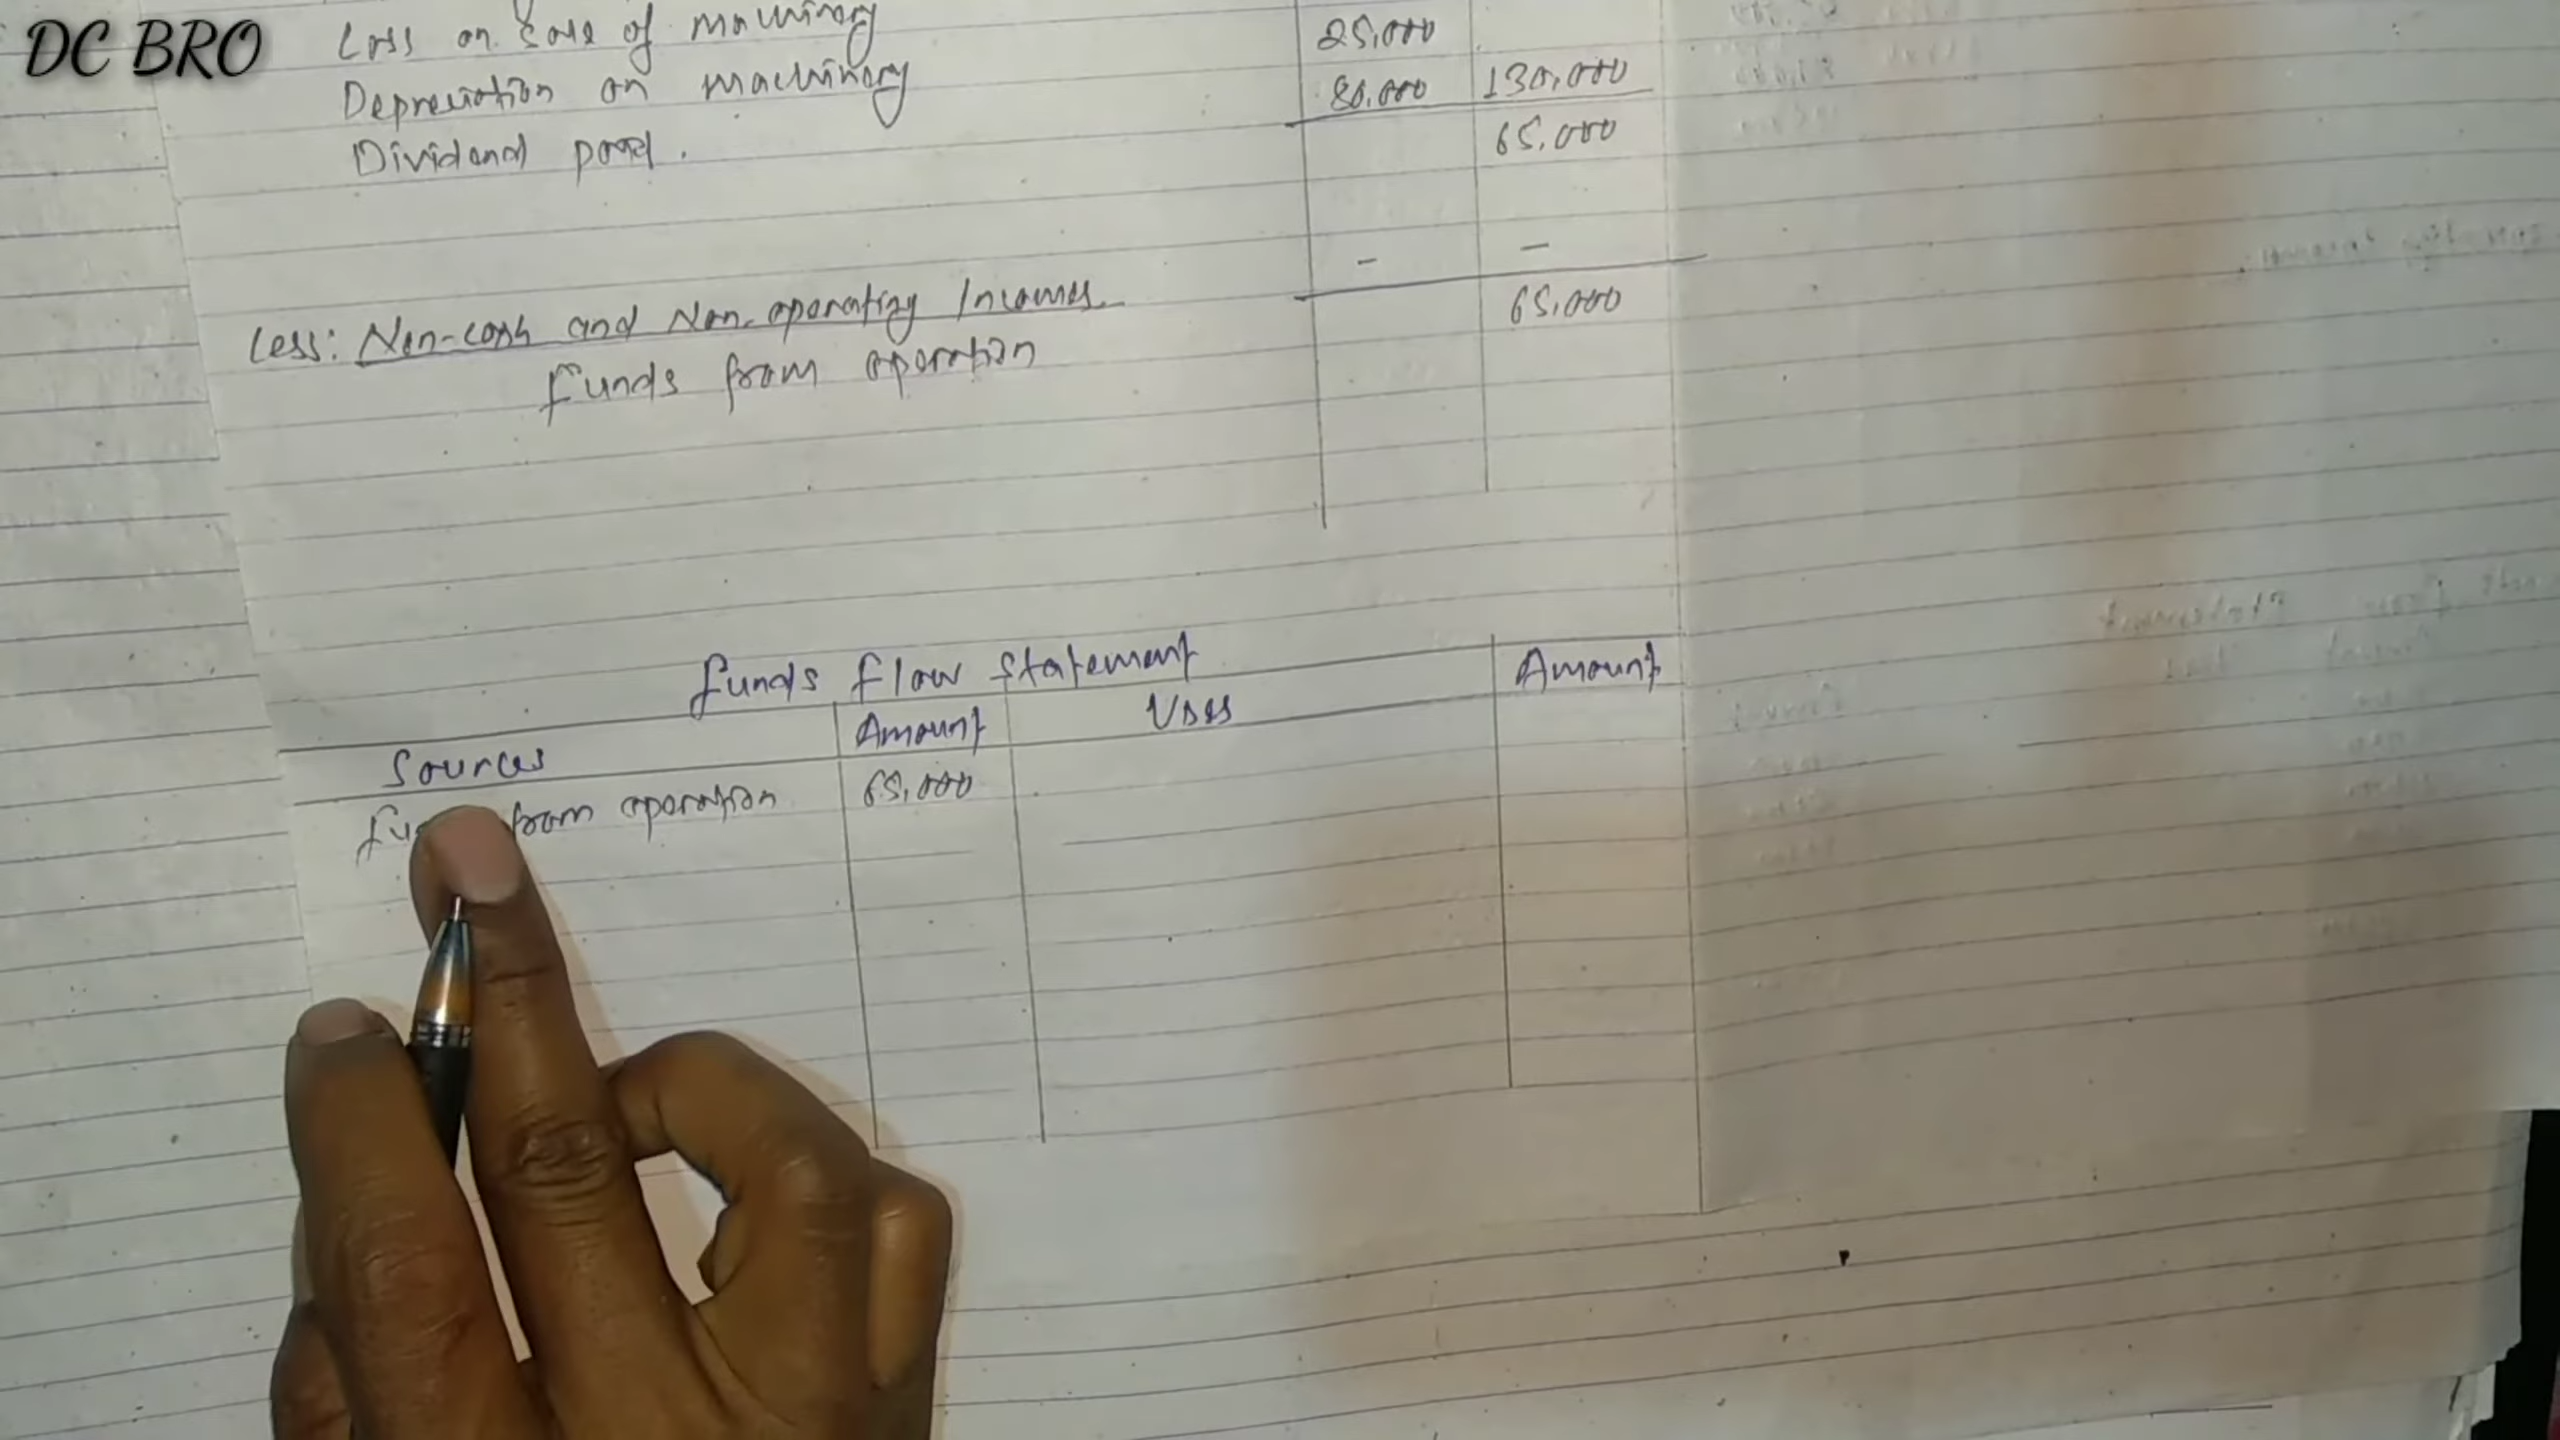 DC BRO
Loss on Sale of Machinery 25,000
Depreciation on machinery 80,000 130,000
Dividend paid. 65,000
- -
Less: Non-cash and Non-operating Incomes 65,000
Funds from operation
Funds Flow Statement
Sources Amount Uses Amount
from operation 65,000